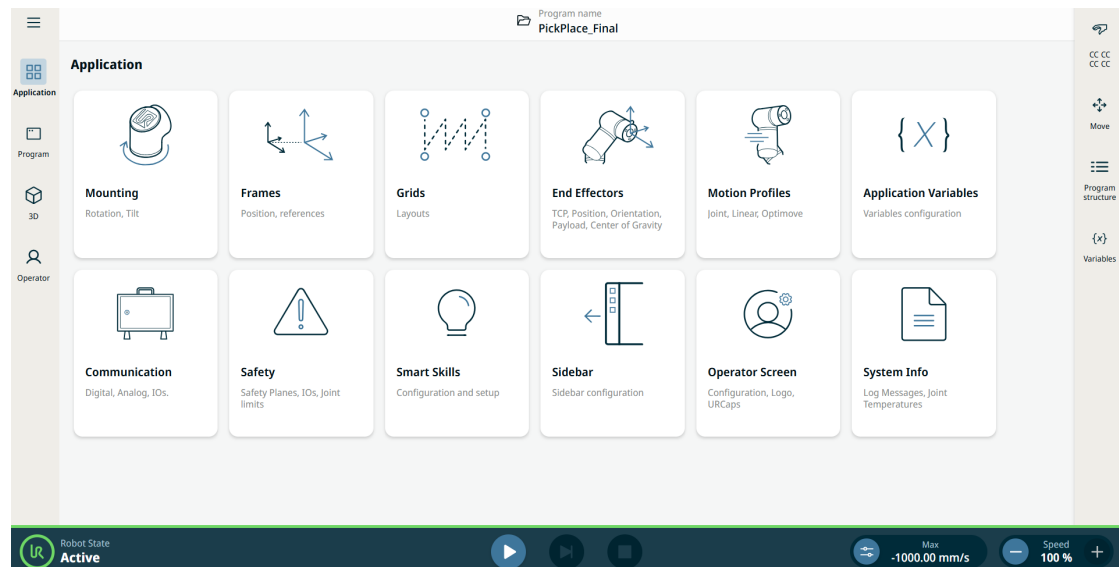 Program name
PickPlace_Final
Application
Application
Program
3D
Operator
Mounting
Rotation, Tilt
Frames
Position, references
Grids
Layouts
End Effectors
TCP, Position, Orientation,
Payload, Center of Gravity
Motion Profiles
Joint, Linear, Optimove
{X}
Application Variables
Variables configuration
Communication
Digital, Analog, IOs.
Safety
Safety Planes, IOs, Joint
limits
Smart Skills
Configuration and setup
Sidebar
Sidebar configuration
Operator Screen
Configuration, Logo,
URCaps
System Info
Log Messages, Joint
Temperatures
CC CC
CC CC
Move
Program
structure
{x}
Variables
UR
Robot State
Active
Max
-1000.00 mm/s
Speed
100 %